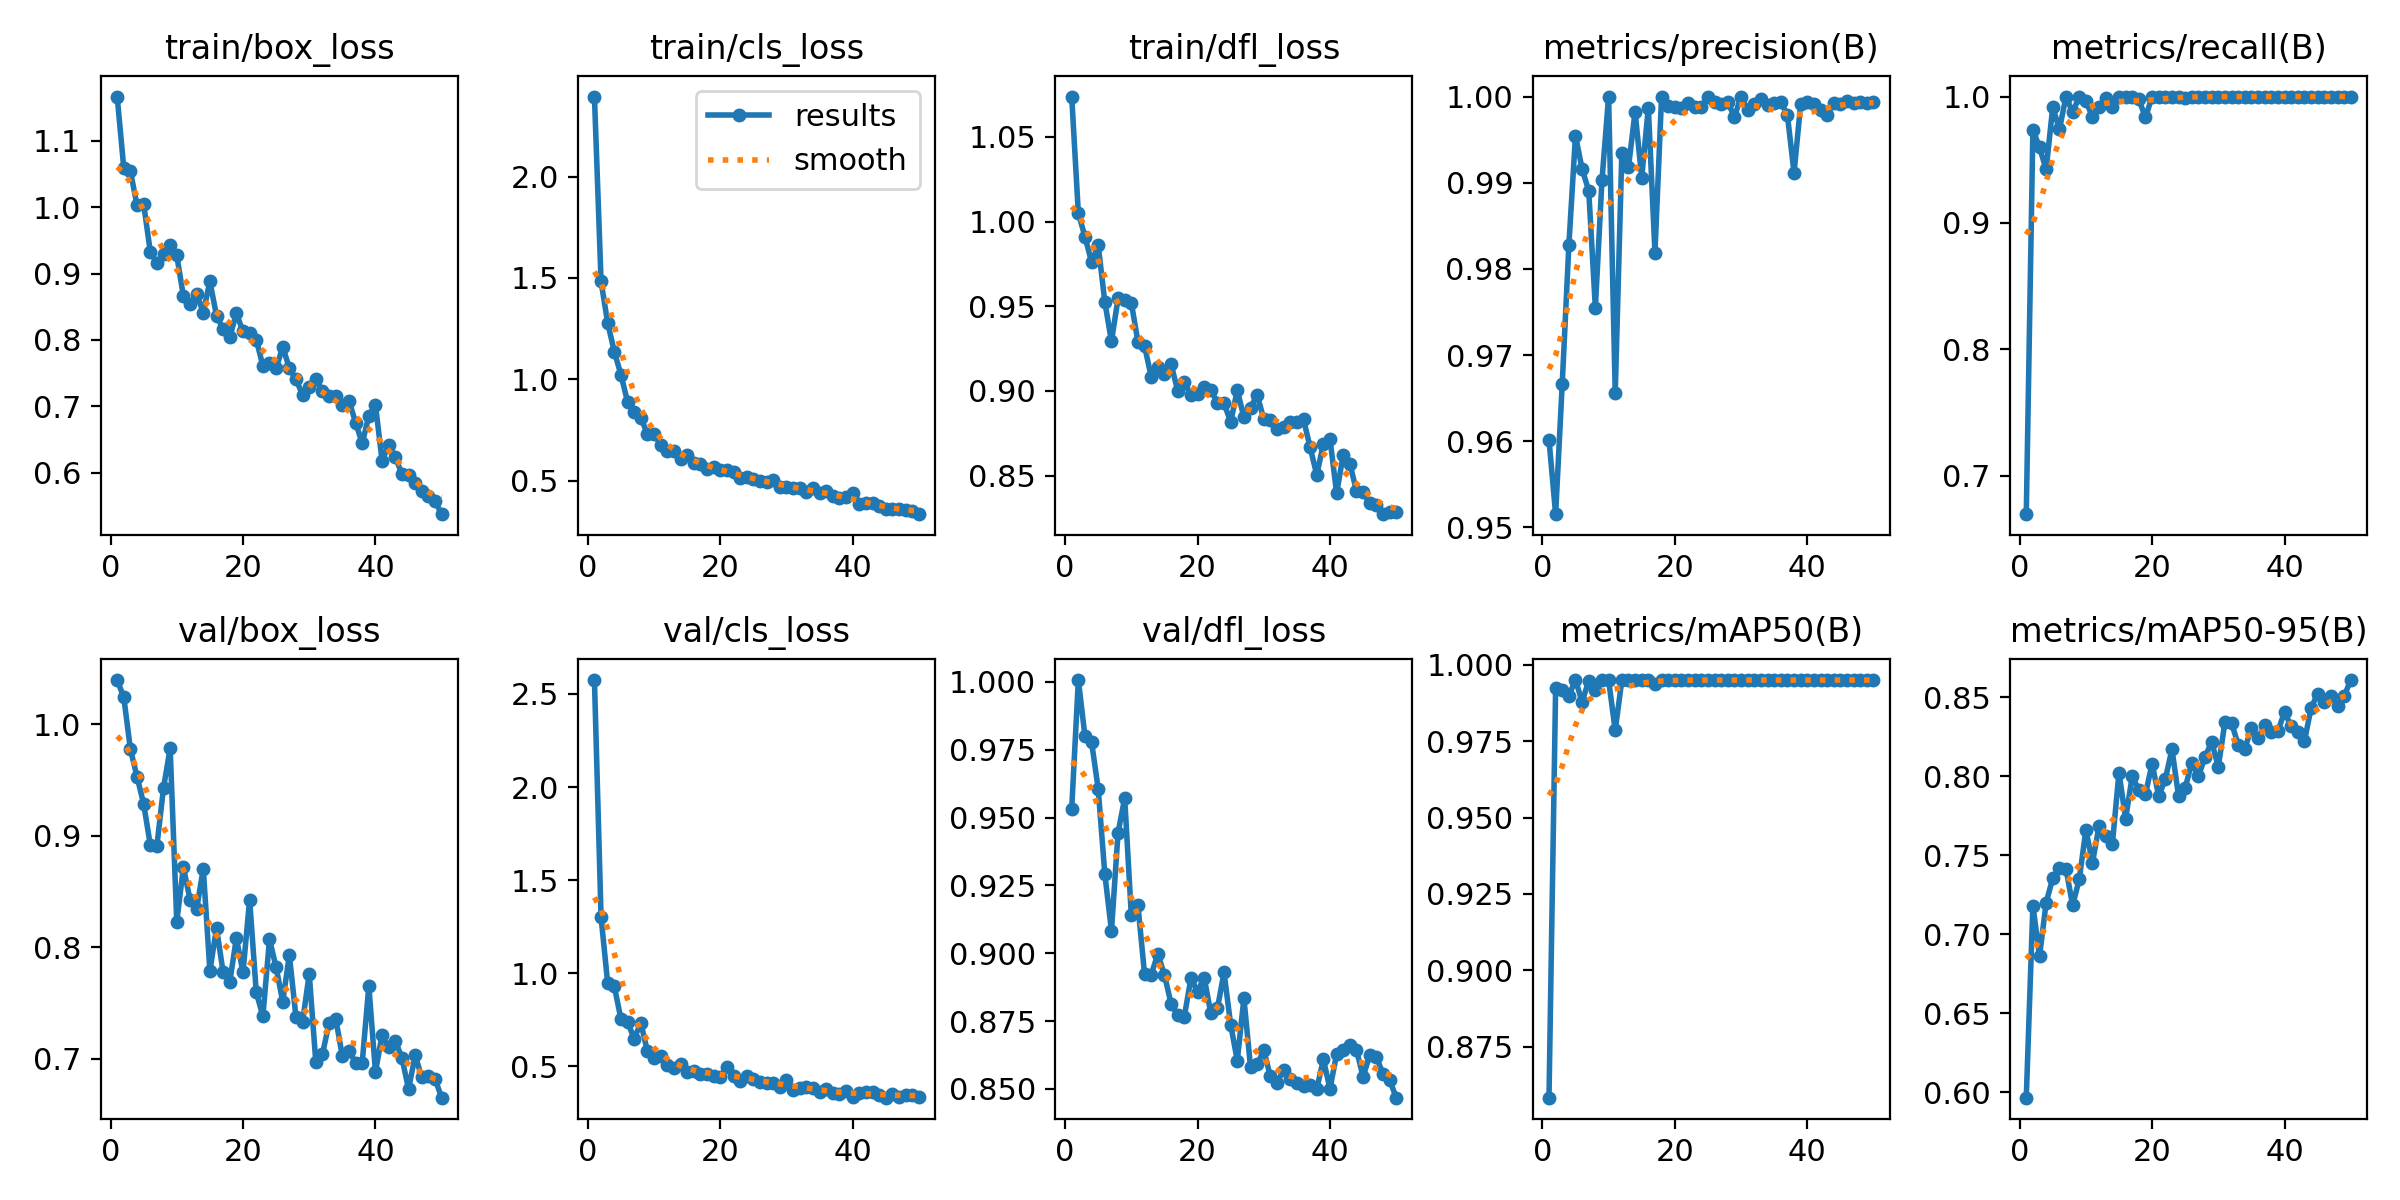 train/box_loss
1.1
1.0
0.9
0.8
0.7
0.6
0 20 40
train/cls_loss
results
smooth
2.0
1.5
1.0
0.5
0 20 40
train/dfl_loss
1.05
1.00
0.95
0.90
0.85
0 20 40
metrics/precision(B)
1.00
0.99
0.98
0.97
0.96
0.95
0 20 40
metrics/recall(B)
1.0
0.9
0.8
0.7
0 20 40
val/box_loss
1.0
0.9
0.8
0.7
0 20 40
val/cls_loss
2.5
2.0
1.5
1.0
0.5
0 20 40
val/dfl_loss
1.000
0.975
0.950
0.925
0.900
0.875
0.850
0 20 40
metrics/mAP50(B)
1.000
0.975
0.950
0.925
0.900
0.875
0 20 40
metrics/mAP50-95(B)
0.85
0.80
0.75
0.70
0.65
0.60
0 20 40